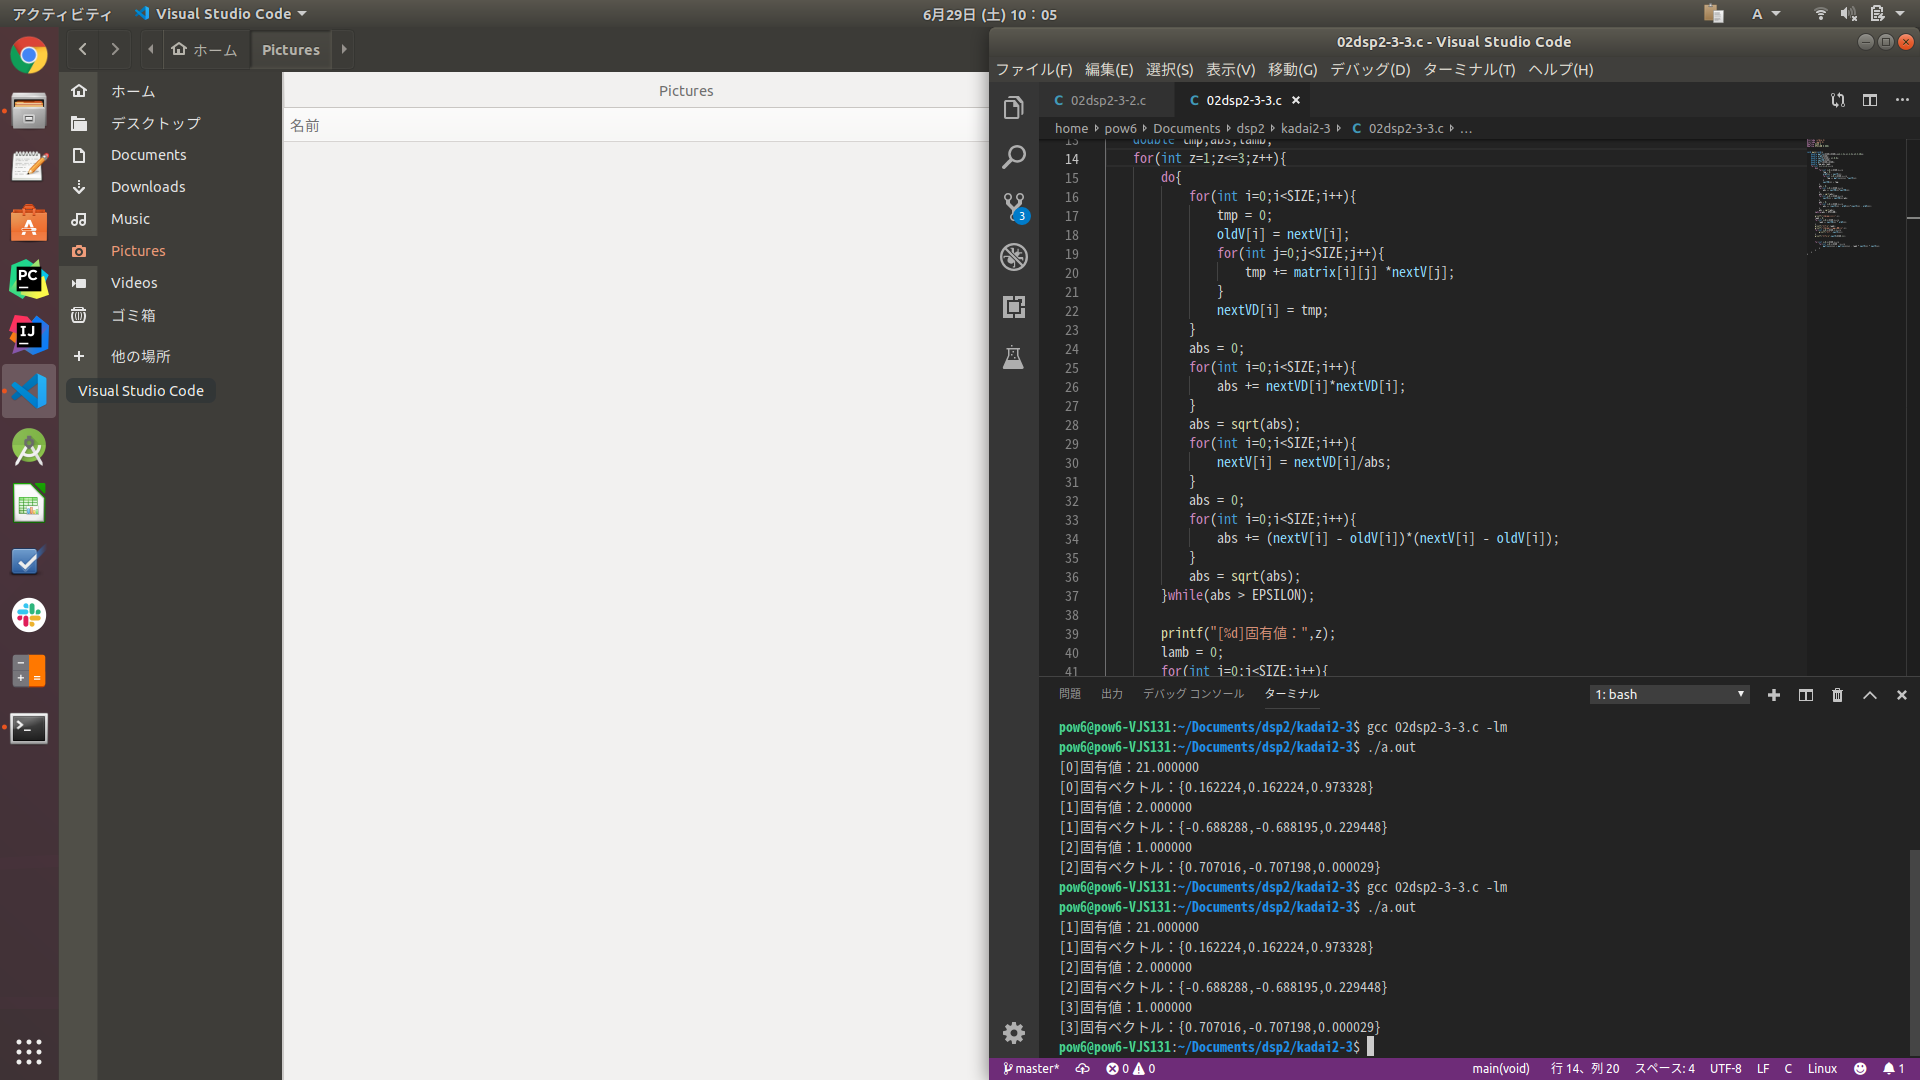 アクティビティ
Visual Studio Code
6月29日 (土) 10：05
A
ホーム
Pictures
Pictures
名前
ホーム
デスクトップ
Documents
Downloads
Music
Pictures
Videos
ゴミ箱
他の場所
Visual Studio Code
02dsp2-3-3.c - Visual Studio Code
ファイル(F) 編集(E) 選択(S) 表示(V) 移動(G) デバッグ(D) ターミナル(T) ヘルプ(H)
C 02dsp2-3-2.c
C 02dsp2-3-3.c
home pow6 Documents dsp2 kadai2-3 C 02dsp2-3-3.c ...
3
13 double tmp,abs,lamb;
14 for(int z=1;z<=3;z++){
15 do{
16 for(int i=0;i<SIZE;i++){
17 tmp = 0;
18 oldV[i] = nextV[i];
19 for(int j=0;j<SIZE;j++){
20 tmp += matrix[i][j] *nextV[j];
21 }
22 nextVD[i] = tmp;
23 }
24 abs = 0;
25 for(int i=0;i<SIZE;i++){
26 abs += nextVD[i]*nextVD[i];
27 }
28 abs = sqrt(abs);
29 for(int i=0;i<SIZE;i++){
30 nextV[i] = nextVD[i]/abs;
31 }
32 abs = 0;
33 for(int i=0;i<SIZE;i++){
34 abs += (nextV[i] - oldV[i])*(nextV[i] - oldV[i]);
35 }
36 abs = sqrt(abs);
37 }while(abs > EPSILON);
38
39 printf("[%d]固有値：",z);
40 lamb = 0;
41 for(int i=0;i<SIZE;i++){
問題 出力 デバッグ コンソール ターミナル
1: bash
pow6@pow6-VJS131:~/Documents/dsp2/kadai2-3$ gcc 02dsp2-3-3.c -lm
pow6@pow6-VJS131:~/Documents/dsp2/kadai2-3$ ./a.out
[0]固有値：21.000000
[0]固有ベクトル：{0.162224,0.162224,0.973328}
[1]固有値：2.000000
[1]固有ベクトル：{-0.688288,-0.688195,0.229448}
[2]固有値：1.000000
[2]固有ベクトル：{0.707016,-0.707198,0.000029}
pow6@pow6-VJS131:~/Documents/dsp2/kadai2-3$ gcc 02dsp2-3-3.c -lm
pow6@pow6-VJS131:~/Documents/dsp2/kadai2-3$ ./a.out
[1]固有値：21.000000
[1]固有ベクトル：{0.162224,0.162224,0.973328}
[2]固有値：2.000000
[2]固有ベクトル：{-0.688288,-0.688195,0.229448}
[3]固有値：1.000000
[3]固有ベクトル：{0.707016,-0.707198,0.000029}
pow6@pow6-VJS131:~/Documents/dsp2/kadai2-3$
master* 0 0 main(void) 行 14、列 20 スペース: 4 UTF-8 LF C Linux 1
PC
IJ